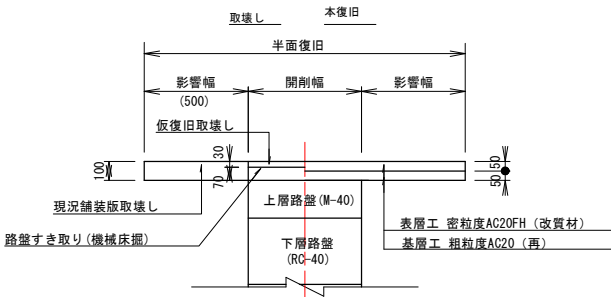 取壊し
本復旧
半面復旧
影響幅
(500)
開削幅
影響幅
仮復旧取壊し
100
30
70
50
50
現況舗装版取壊し
上層路盤(M-40)
路盤すき取り(機械床掘)
下層路盤
(RC-40)
表層工 密粒度AC20FH(改質材)
基層工 粗粒度AC20(再)